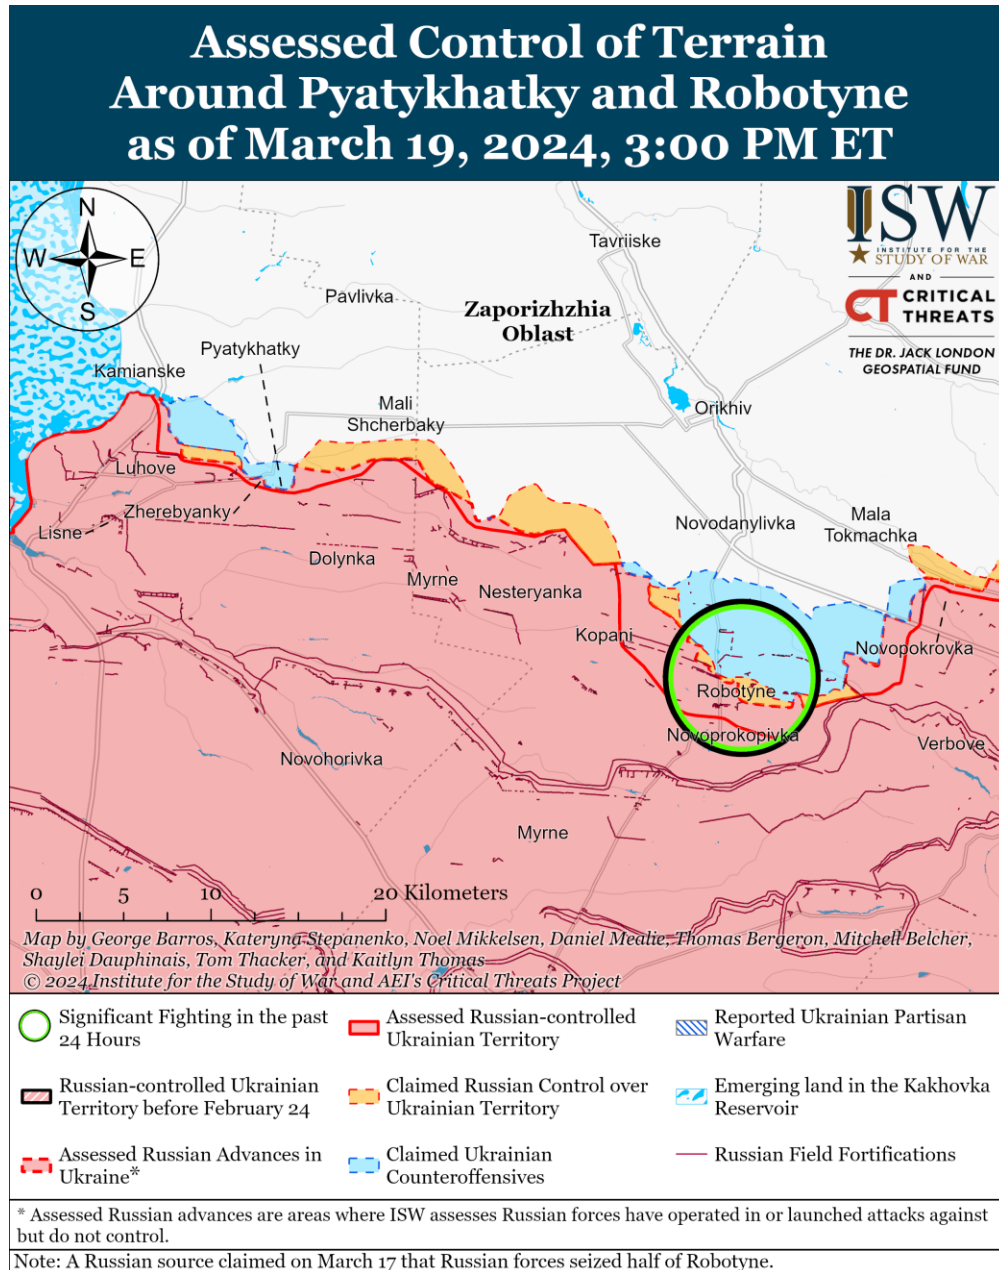 Assessed Control of Terrain
Around Pyatykhatky and Robotyne
as of March 19, 2024, 3:00 PM ET
N
W
E
S
ISW
INSTITUTE FOR THE
STUDY OF WAR
AND
CT CRITICAL
THREATS
THE DR. JACK LONDON
GEOSPATIAL FUND
Tavriiske
Pavlivka
Zaporizhzhia
Oblast
Pyatykhatky
Kamianske
Mali
Shcherbaky
Orikhiv
Luhove
Zherebyanky
Lisne
Novodanylivka
Mala
Tokmachka
Dolynka
Myrne
Nesteryanka
Kopani
Novopokrovka
Robotyne
Novoprokopivka
Verbove
Novohorivka
Myrne
0 5 10 20 Kilometers
Map by George Barros, Kateryna Stepanenko, Noel Mikkelsen, Daniel Mealie, Thomas Bergeron, Mitchell Belcher,
Shaylei Dauphinais, Tom Thacker, and Kaitlyn Thomas
© 2024 Institute for the Study of War and AEI's Critical Threats Project
Significant Fighting in the past
24 Hours
Assessed Russian-controlled
Ukrainian Territory
Reported Ukrainian Partisan
Warfare
Russian-controlled Ukrainian
Territory before February 24
Claimed Russian Control over
Ukrainian Territory
Emerging land in the Kakhovka
Reservoir
Assessed Russian Advances in
Ukraine*
Claimed Ukrainian
Counteroffensives
Russian Field Fortifications
* Assessed Russian advances are areas where ISW assesses Russian forces have operated in or launched attacks against
but do not control.
Note: A Russian source claimed on March 17 that Russian forces seized half of Robotyne.